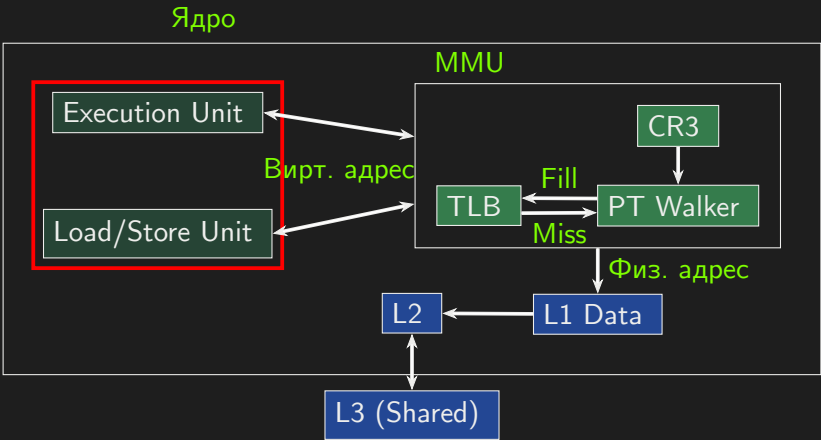 Ядро
MMU
Execution Unit
CR3
Вирт. адрес
Fill
TLB
PT Walker
Load/Store Unit
Miss
Физ. адрес
L2
L1 Data
L3 (Shared)